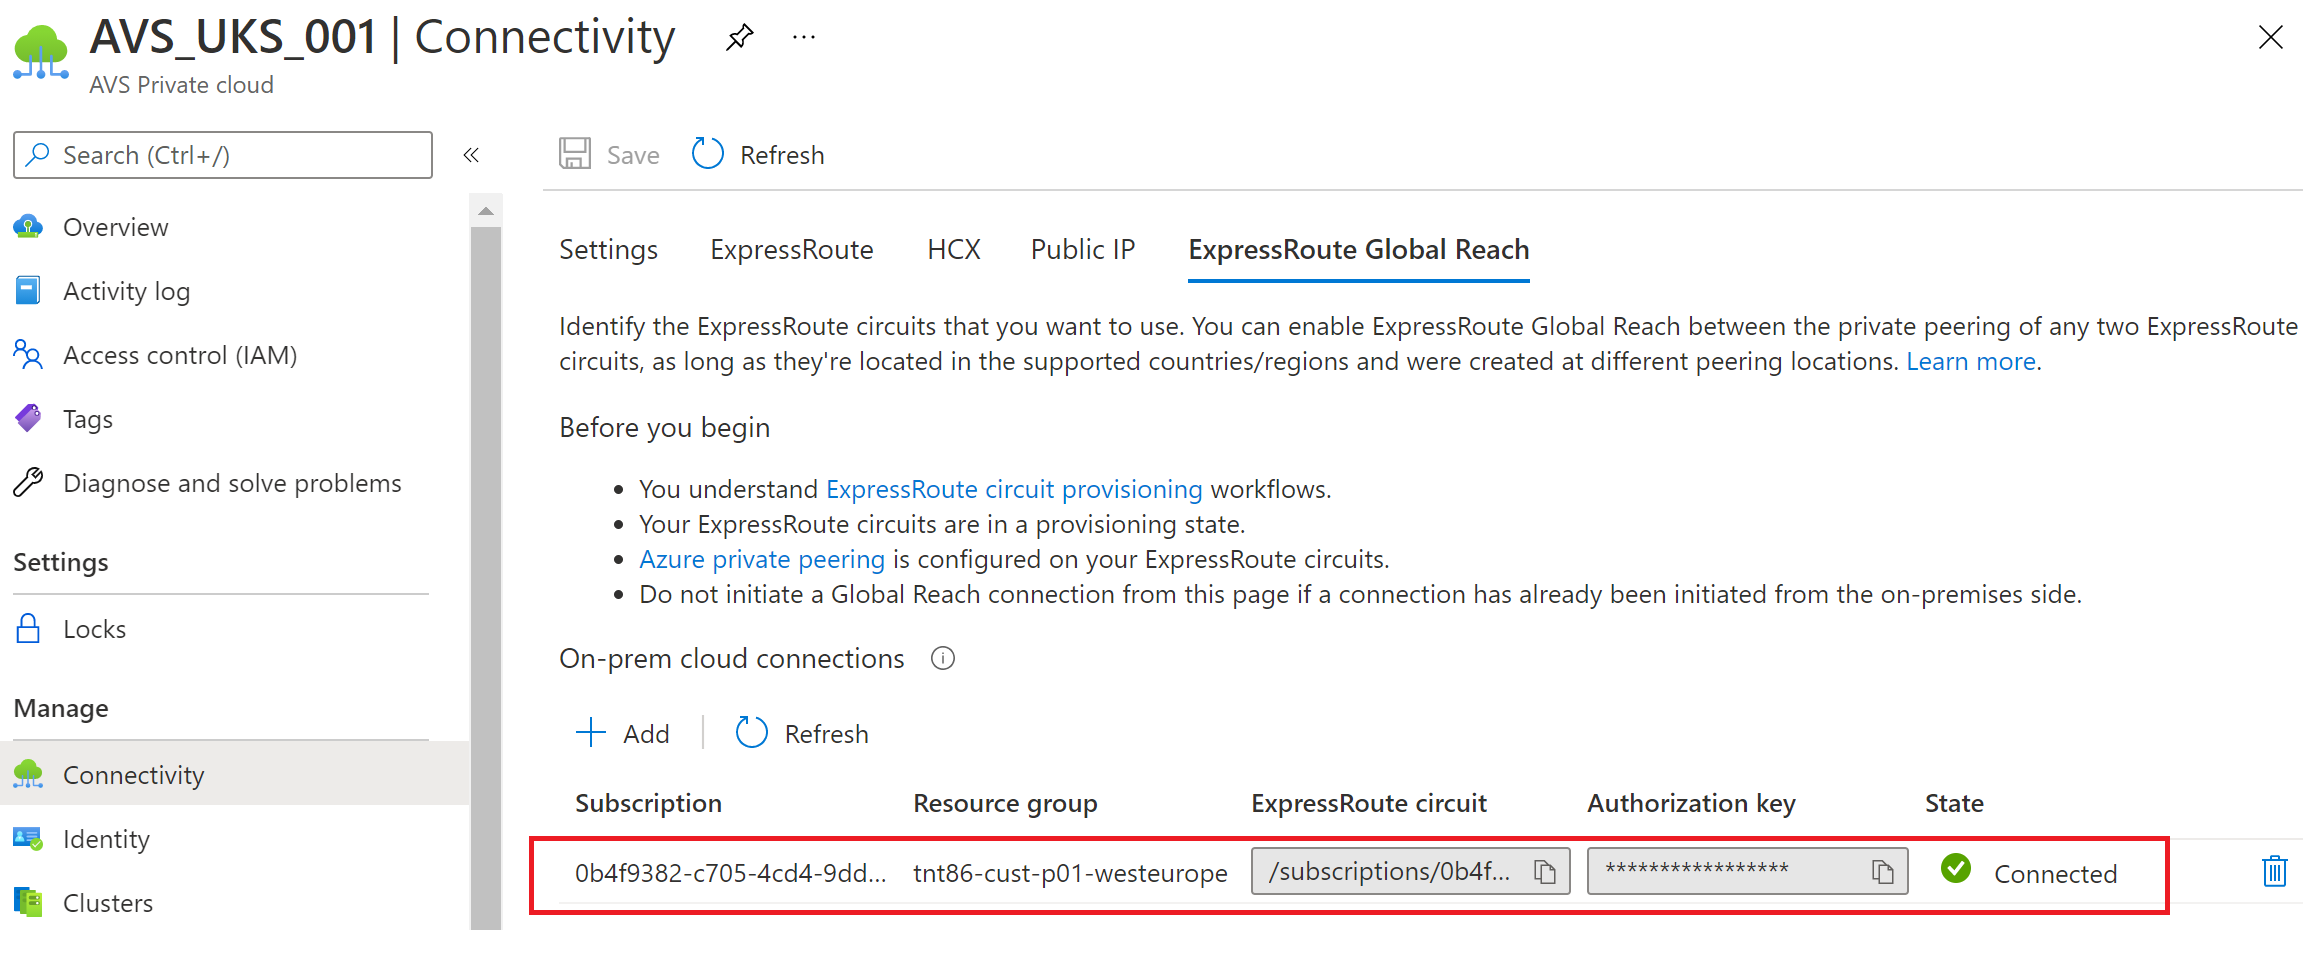 AVS_UKS_001 | Connectivity
AVS Private cloud
Search (Ctrl+/)
Overview
Activity log
Access control (IAM)
Tags
Diagnose and solve problems
Settings
Locks
Manage
Connectivity
Identity
Clusters
Save
Refresh
Settings
ExpressRoute
HCX
Public IP
ExpressRoute Global Reach
Identify the ExpressRoute circuits that you want to use. You can enable ExpressRoute Global Reach between the private peering of any two ExpressRoute
circuits, as long as they're located in the supported countries/regions and were created at different peering locations. Learn more.
Before you begin
• You understand ExpressRoute circuit provisioning workflows.
• Your ExpressRoute circuits are in a provisioning state.
• Azure private peering is configured on your ExpressRoute circuits.
• Do not initiate a Global Reach connection from this page if a connection has already been initiated from the on-premises side.
On-prem cloud connections
Add
Refresh
Subscription Resource group ExpressRoute circuit Authorization key State
0b4f9382-c705-4cd4-9dd... tnt86-cust-p01-westeurope /subscriptions/0b4f... ***************** Connected